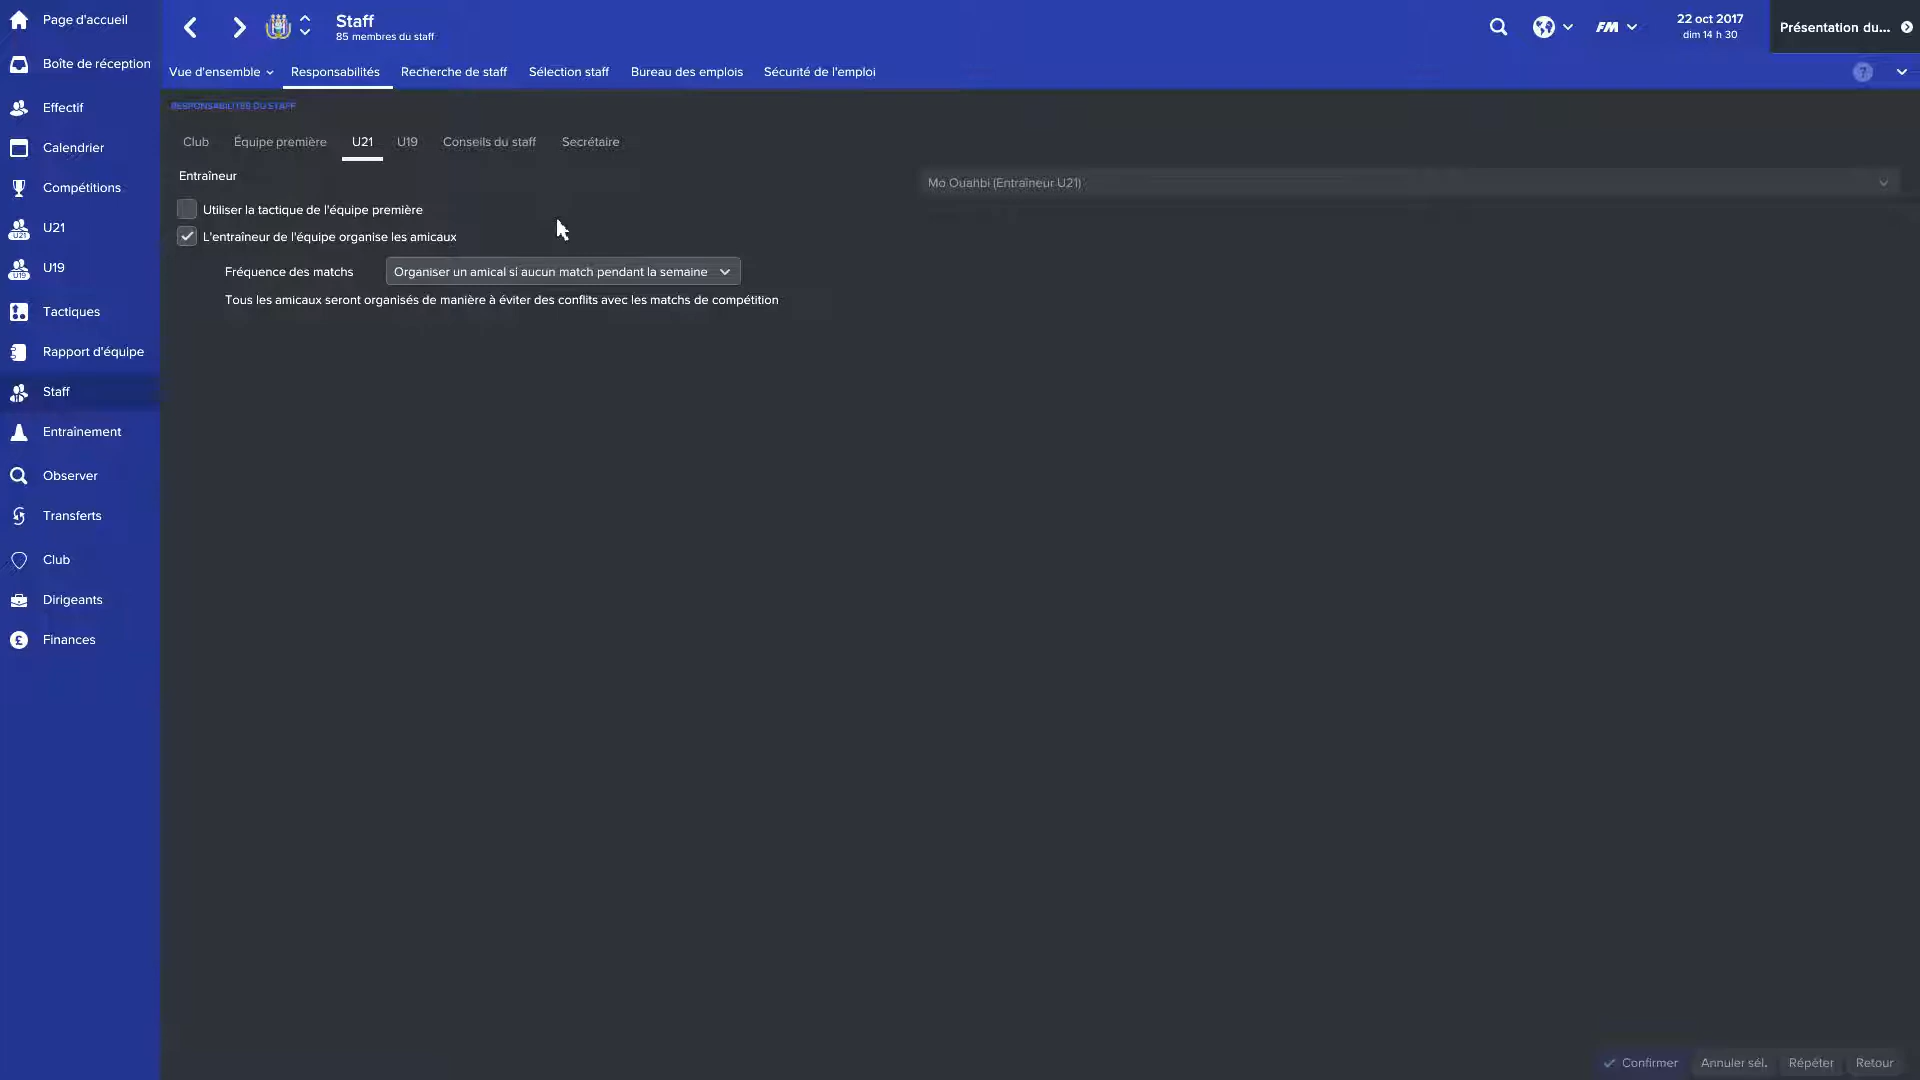 Page d'accueil
Boîte de réception
Effectif
Calendrier
Compétitions
U21
U19
Tactiques
Rapport d'équipe
Staff
Entraînement
Observer
Transferts
Club
Dirigeants
Finances
Staff
85 membres du staff
FM
22 oct 2017
dim 14 h 30
Présentation du...
Vue d'ensemble Responsabilités Recherche de staff Sélection staff Bureau des emplois Sécurité de l'emploi
?
RESPONSABILITÉS DU STAFF
Club Équipe première U21 U19 Conseils du staff Secrétaire
Entraîneur
Mo Ouahbi (Entraîneur U21)
Utiliser la tactique de l'équipe première
L'entraîneur de l'équipe organise les amicaux
Fréquence des matchs Organiser un amical si aucun match pendant la semaine
Tous les amicaux seront organisés de manière à éviter des conflits avec les matchs de compétition
Confirmer Annuler sél. Répéter Retour